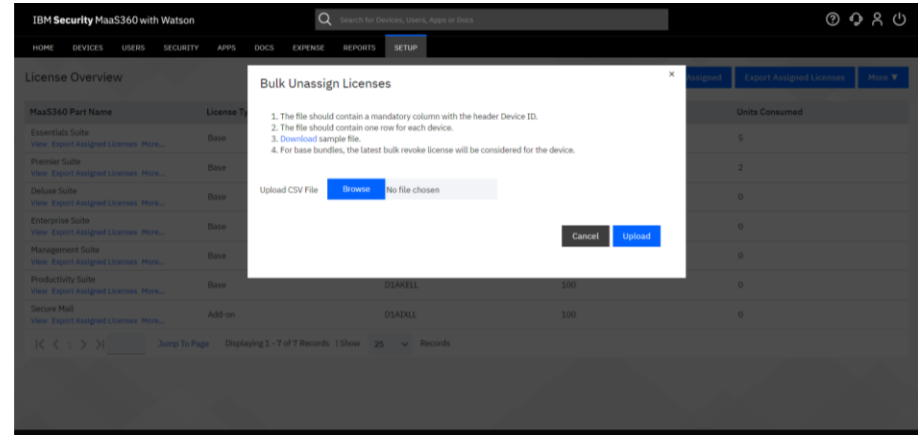 IBM Security MaaS360 with Watson
Search for Devices, Users, Apps or Docs
HOME DEVICES USERS SECURITY APPS DOCS EXPENSE REPORTS SETUP
License Overview
Assigned
Export Assigned Licenses
More ▼
Bulk Unassign Licenses
×
1. The file should contain a mandatory column with the header Device ID.
2. The file should contain one row for each device.
3. Download sample file.
4. For base bundles, the latest bulk revoke license will be considered for the device.
Upload CSV File Browse No file chosen
Cancel Upload
MaaS360 Part Name License Ty Units Consumed
Essentials Suite
View Export Assigned Licenses More...
Base 5
Premier Suite
View Export Assigned Licenses More...
Base 2
Deluxe Suite
View Export Assigned Licenses More...
Base 0
Enterprise Suite
View Export Assigned Licenses More...
Base 0
Management Suite
View Export Assigned Licenses More...
Base 0
Productivity Suite
View Export Assigned Licenses More...
Base D1AKELL 100 0
Secure Mail
View Export Assigned Licenses More...
Add-on D1AIXLL 100 0
1 Jump To Page Displaying 1 - 7 of 7 Records | Show 25 Records